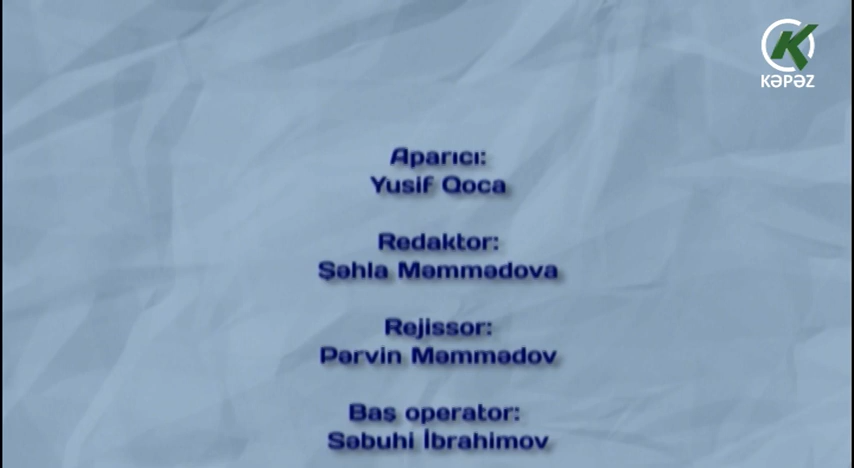 KƏPƏZ
Aparıcı:
Yusif Qoca
Redaktor:
Şəhla Məmmədova
Rejissor:
Pərvin Məmmədov
Baş operator:
Səbuhi İbrahimov